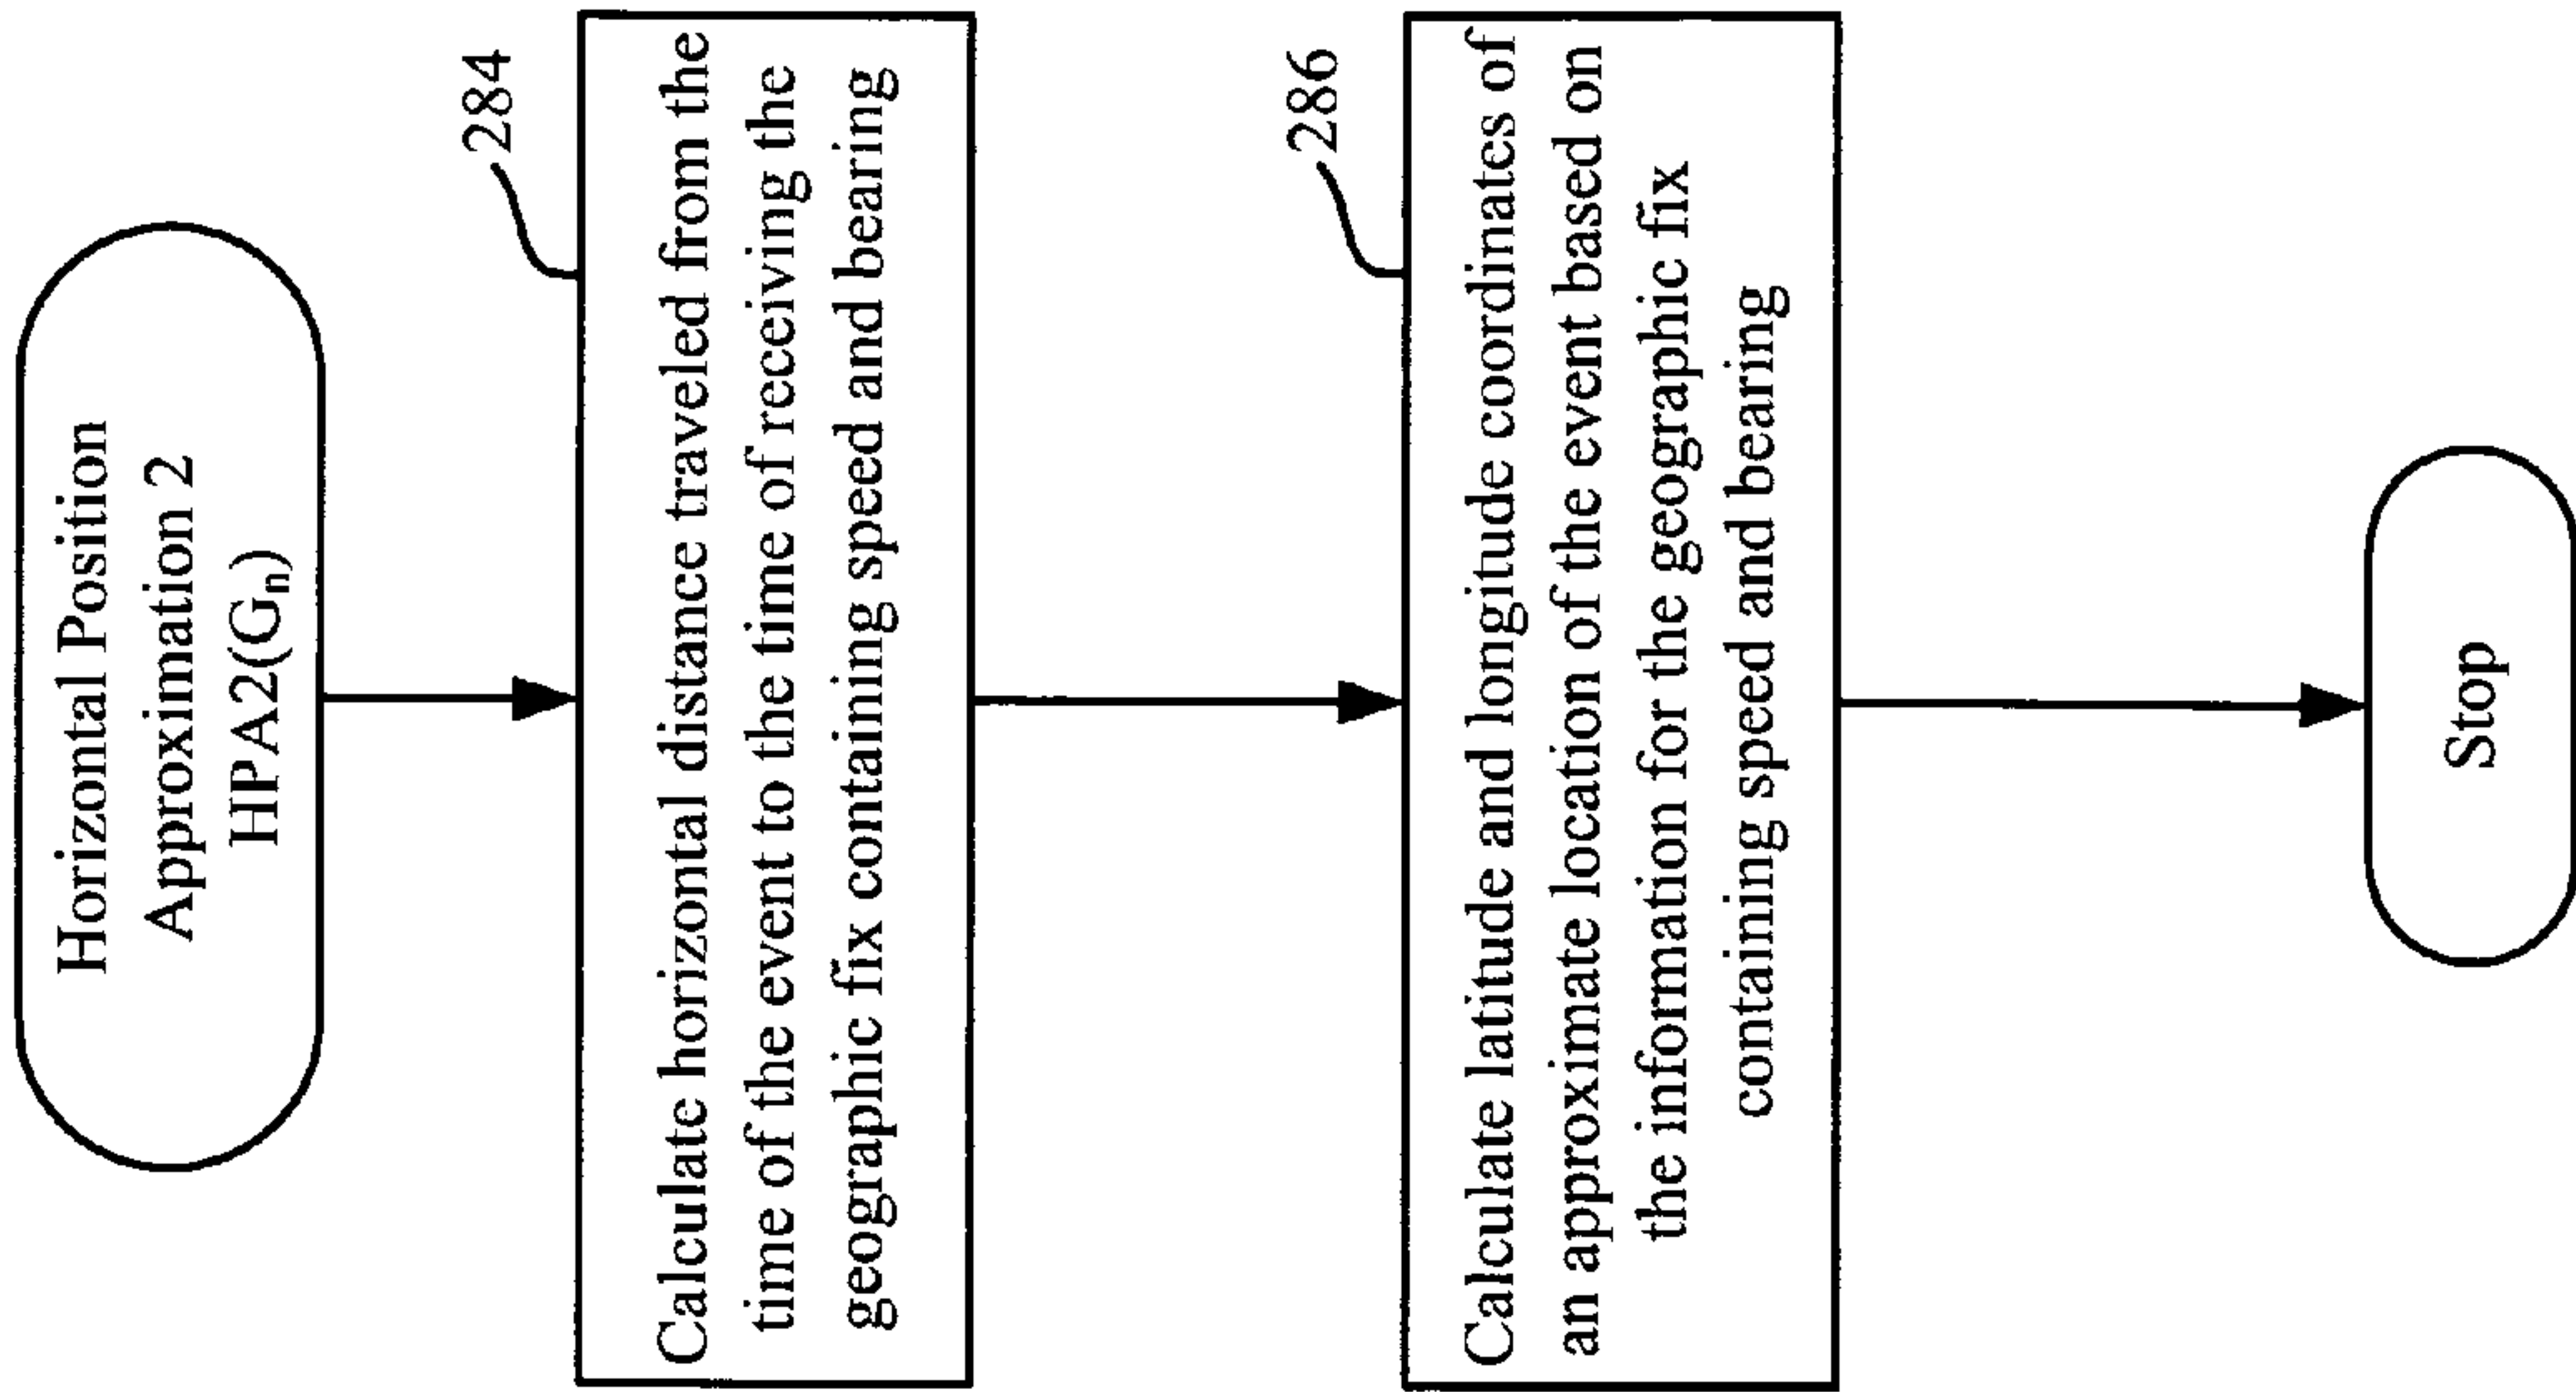 Horizontal Position
Approximation 2
HPA2(Gₙ)
284
Calculate horizontal distance traveled from the
time of the event to the time of receiving the
geographic fix containing speed and bearing
286
Calculate latitude and longitude coordinates of
an approximate location of the event based on
the information for the geographic fix
containing speed and bearing
Stop